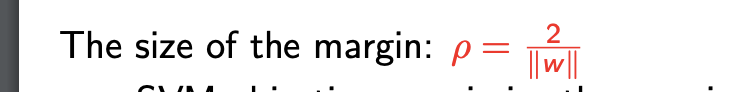 The size of the margin: ρ = 2/‖w‖